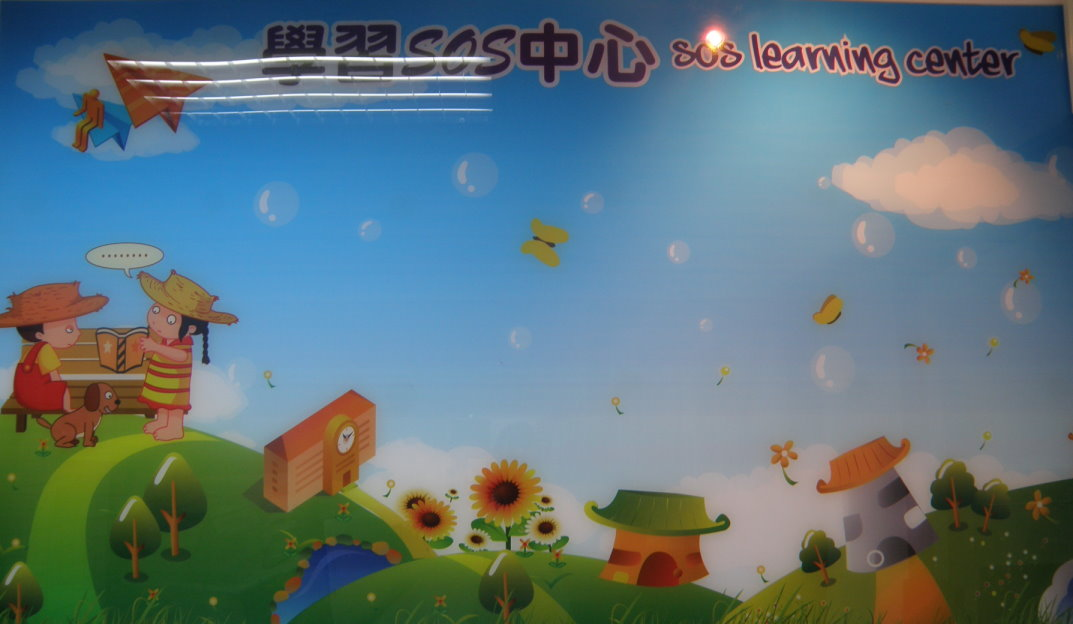 學習SOS中心 sos learning center
........